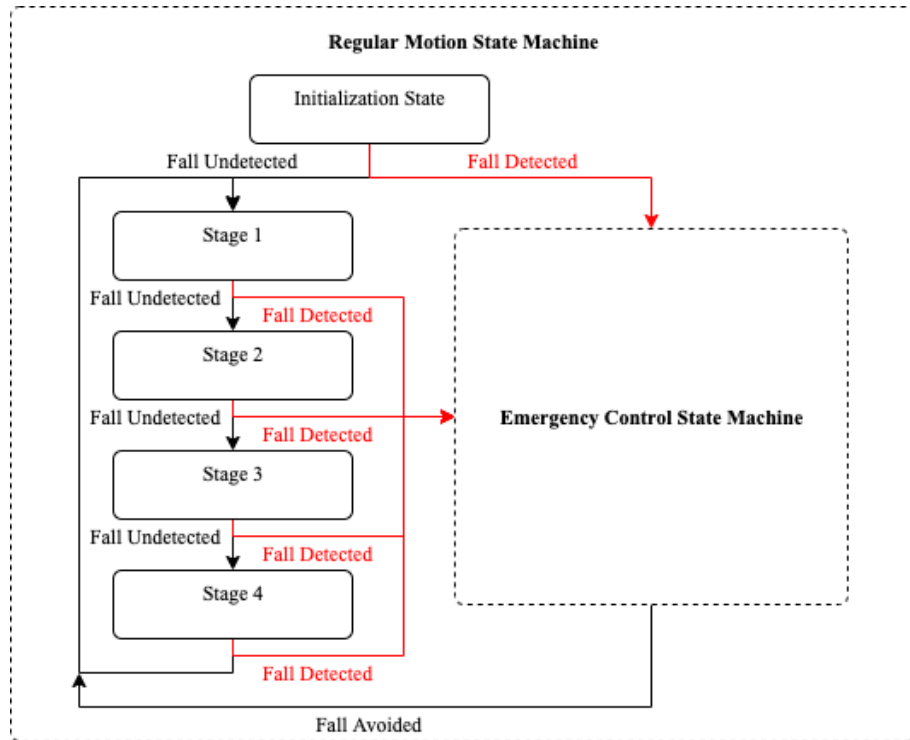 Regular Motion State Machine
Initialization State
Fall Undetected
Fall Detected
Stage 1
Fall Undetected
Fall Detected
Stage 2
Fall Undetected
Fall Detected
Emergency Control State Machine
Stage 3
Fall Undetected
Fall Detected
Stage 4
Fall Detected
Fall Avoided